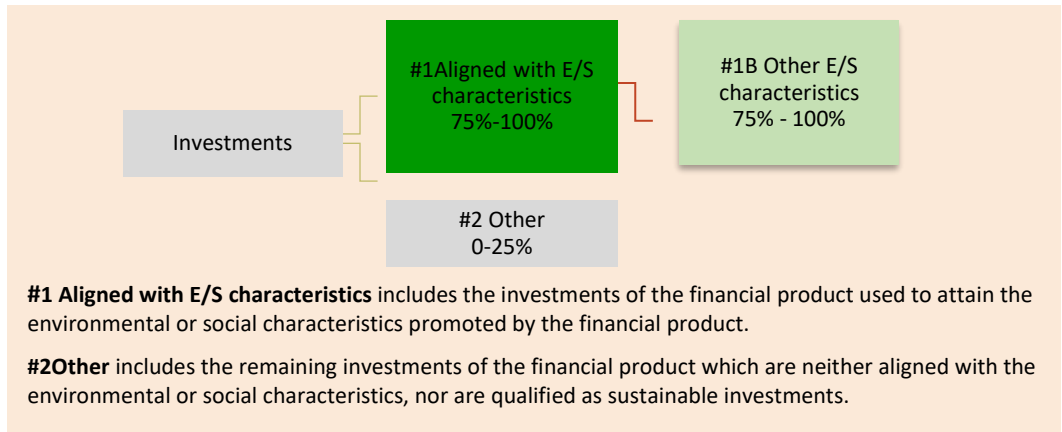 Investments
#1Aligned with E/S
characteristics
75%-100%
#1B Other E/S
characteristics
75% - 100%
#2 Other
0-25%
#1 Aligned with E/S characteristics includes the investments of the financial product used to attain the
environmental or social characteristics promoted by the financial product.
#2Other includes the remaining investments of the financial product which are neither aligned with the
environmental or social characteristics, nor are qualified as sustainable investments.